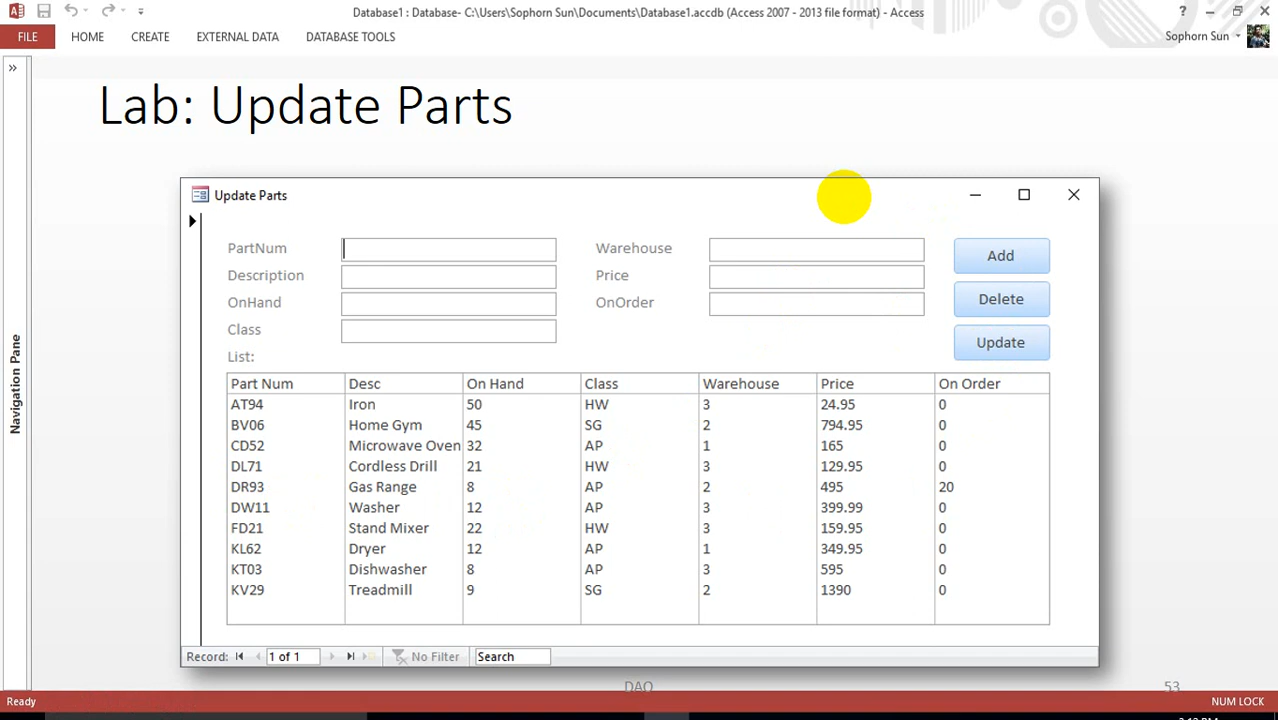 Database1 : Database- C:\Users\Sophorn Sun\Documents\Database1.accdb (Access 2007 - 2013 file format) - Access
?
FILE HOME CREATE EXTERNAL DATA DATABASE TOOLS
Sophorn Sun
»
Lab: Update Parts
Navigation Pane
Update Parts
PartNum Warehouse Add
Description Price Delete
OnHand OnOrder
Class Update
List:
Part Num Desc On Hand Class Warehouse Price On Order
AT94 Iron 50 HW 3 24.95 0
BV06 Home Gym 45 SG 2 794.95 0
CD52 Microwave Oven 32 AP 1 165 0
DL71 Cordless Drill 21 HW 3 129.95 0
DR93 Gas Range 8 AP 2 495 20
DW11 Washer 12 AP 3 399.99 0
FD21 Stand Mixer 22 HW 3 159.95 0
KL62 Dryer 12 AP 1 349.95 0
KT03 Dishwasher 8 AP 3 595 0
KV29 Treadmill 9 SG 2 1390 0
Record: 1 of 1 No Filter Search
DAO 53
Ready NUM LOCK